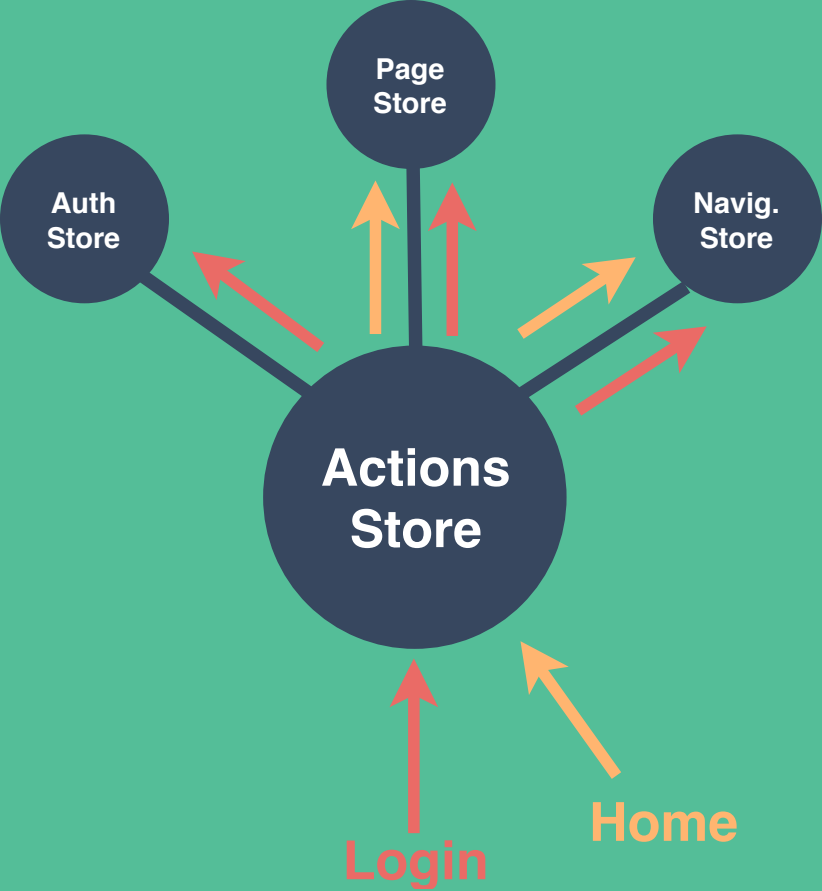 Page
Store
Auth
Store
Navig.
Store
Actions
Store
Home
Login